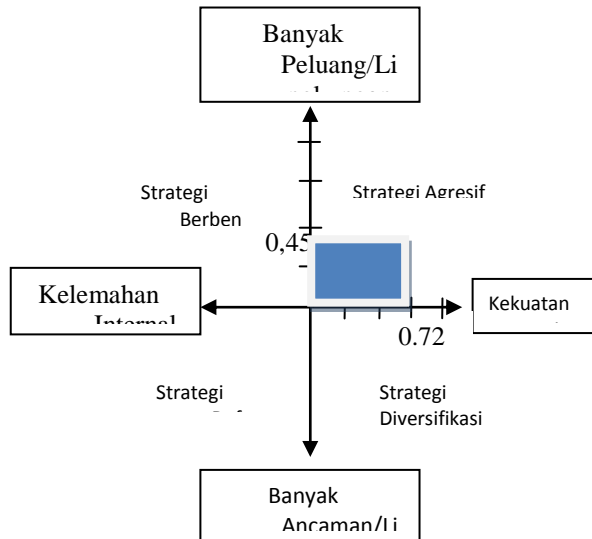 Banyak
Peluang/Li
Strategi
Berben
Strategi Agresif
0,45
Kelemahan
Internal
Kekuatan
0.72
Strategi
Strategi
Diversifikasi
Banyak
Ancaman/Li